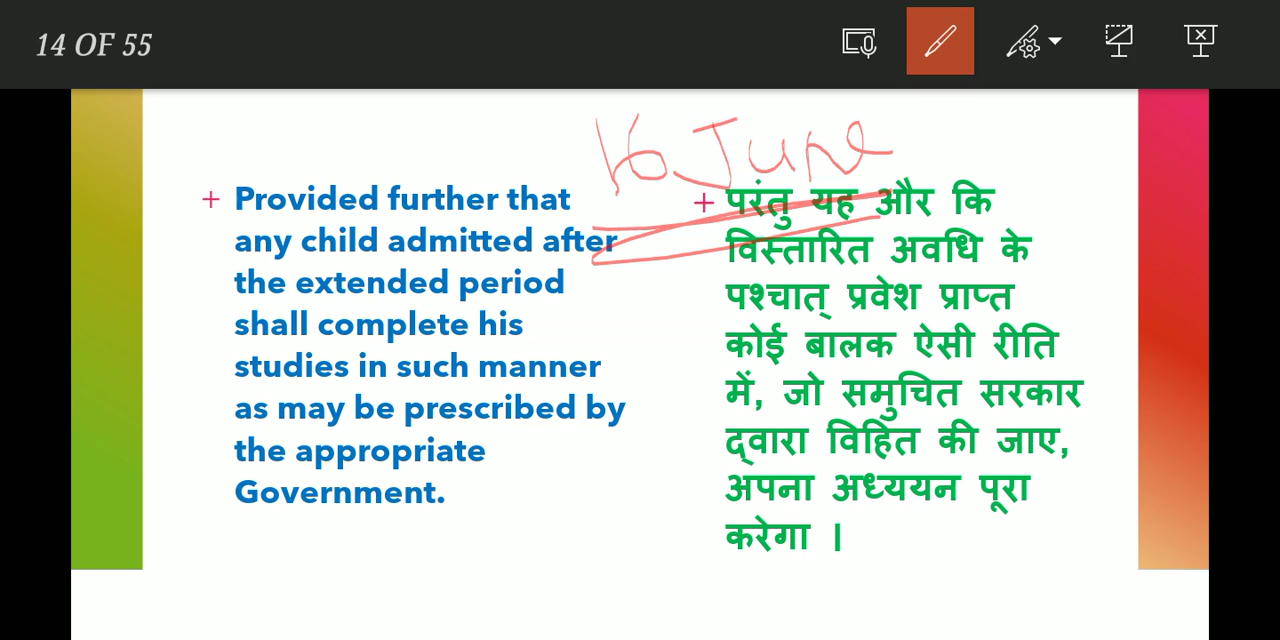 14 OF 55
16 June
+ Provided further that
any child admitted after
the extended period
shall complete his
studies in such manner
as may be prescribed by
the appropriate
Government.
+ परंतु यह और कि
विस्तारित अवधि के
पश्चात् प्रवेश प्राप्त
कोई बालक ऐसी रीति
में, जो समुचित सरकार
द्वारा विहित की जाए,
अपना अध्ययन पूरा
करेगा ।